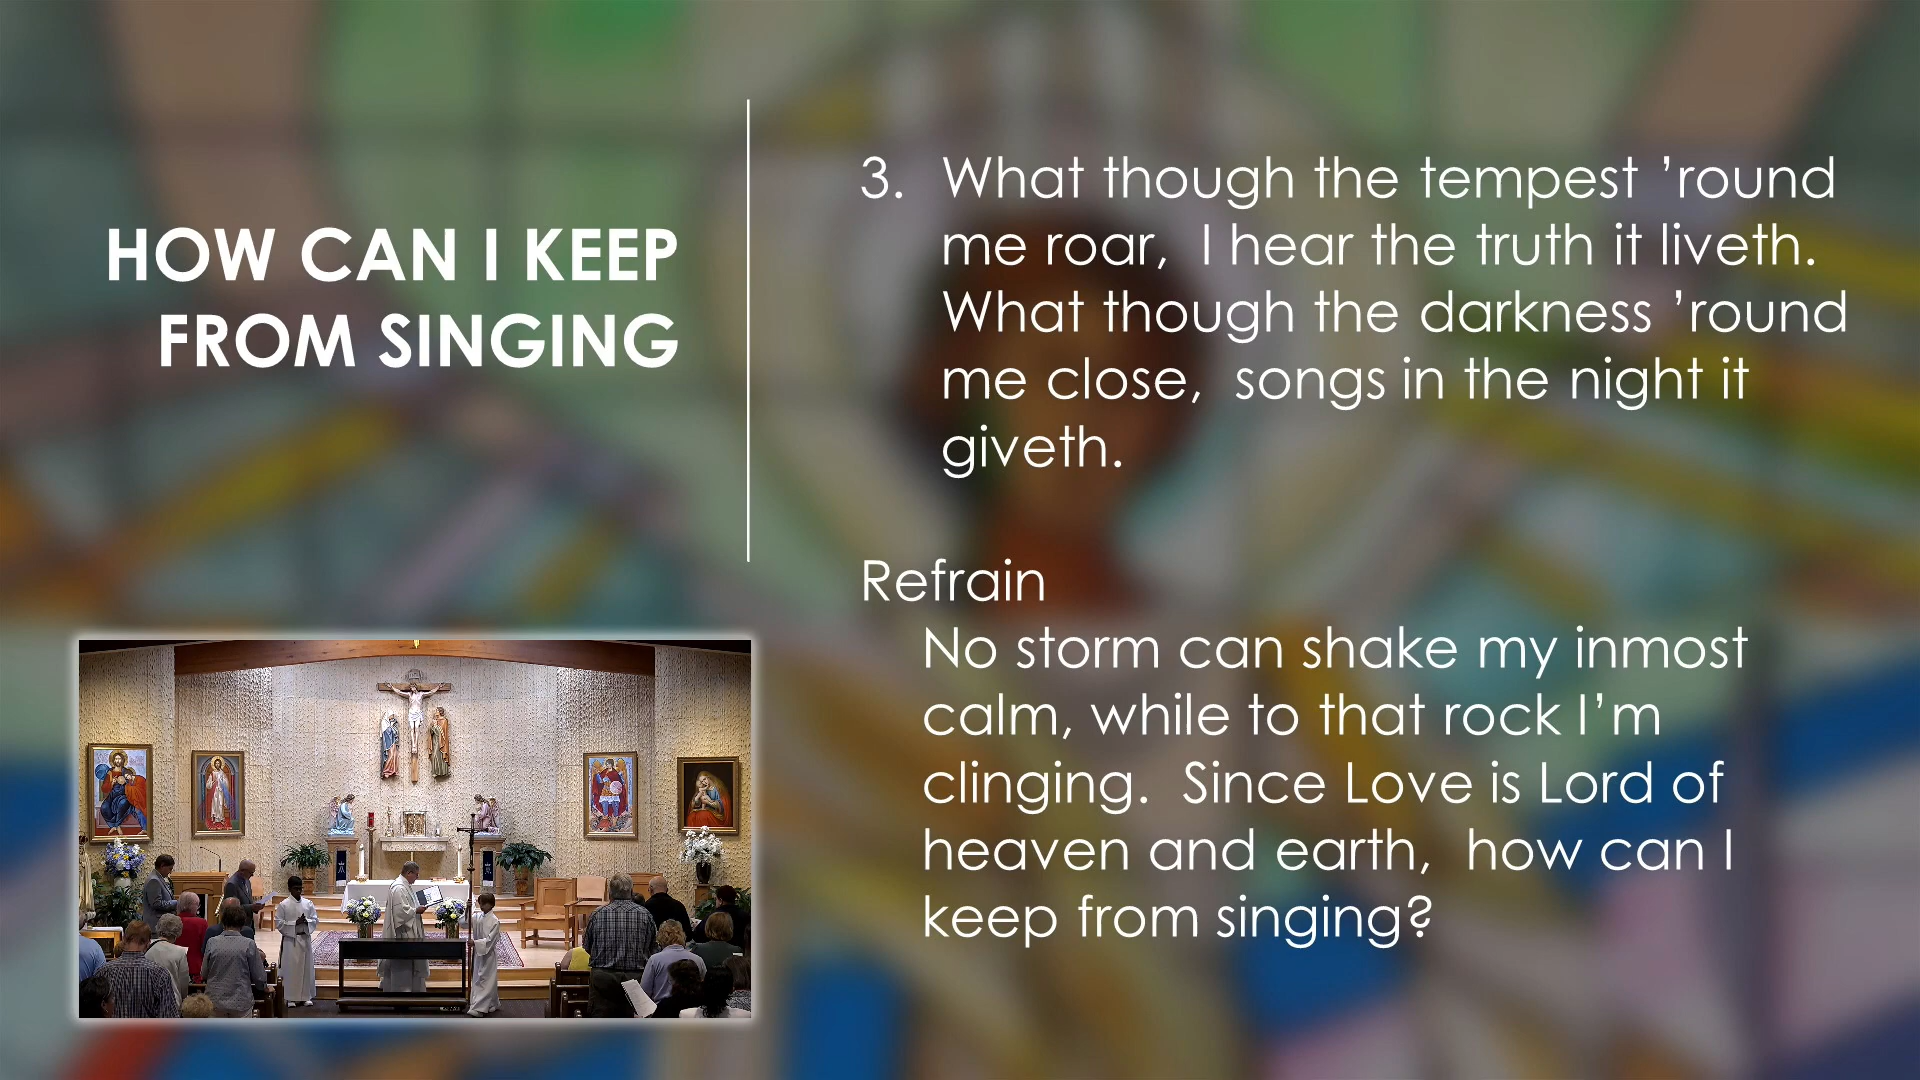 HOW CAN I KEEP
FROM SINGING
3. What though the tempest ’round
me roar, I hear the truth it liveth.
What though the darkness ’round
me close, songs in the night it
giveth.
Refrain
No storm can shake my inmost
calm, while to that rock I’m
clinging. Since Love is Lord of
heaven and earth, how can I
keep from singing?